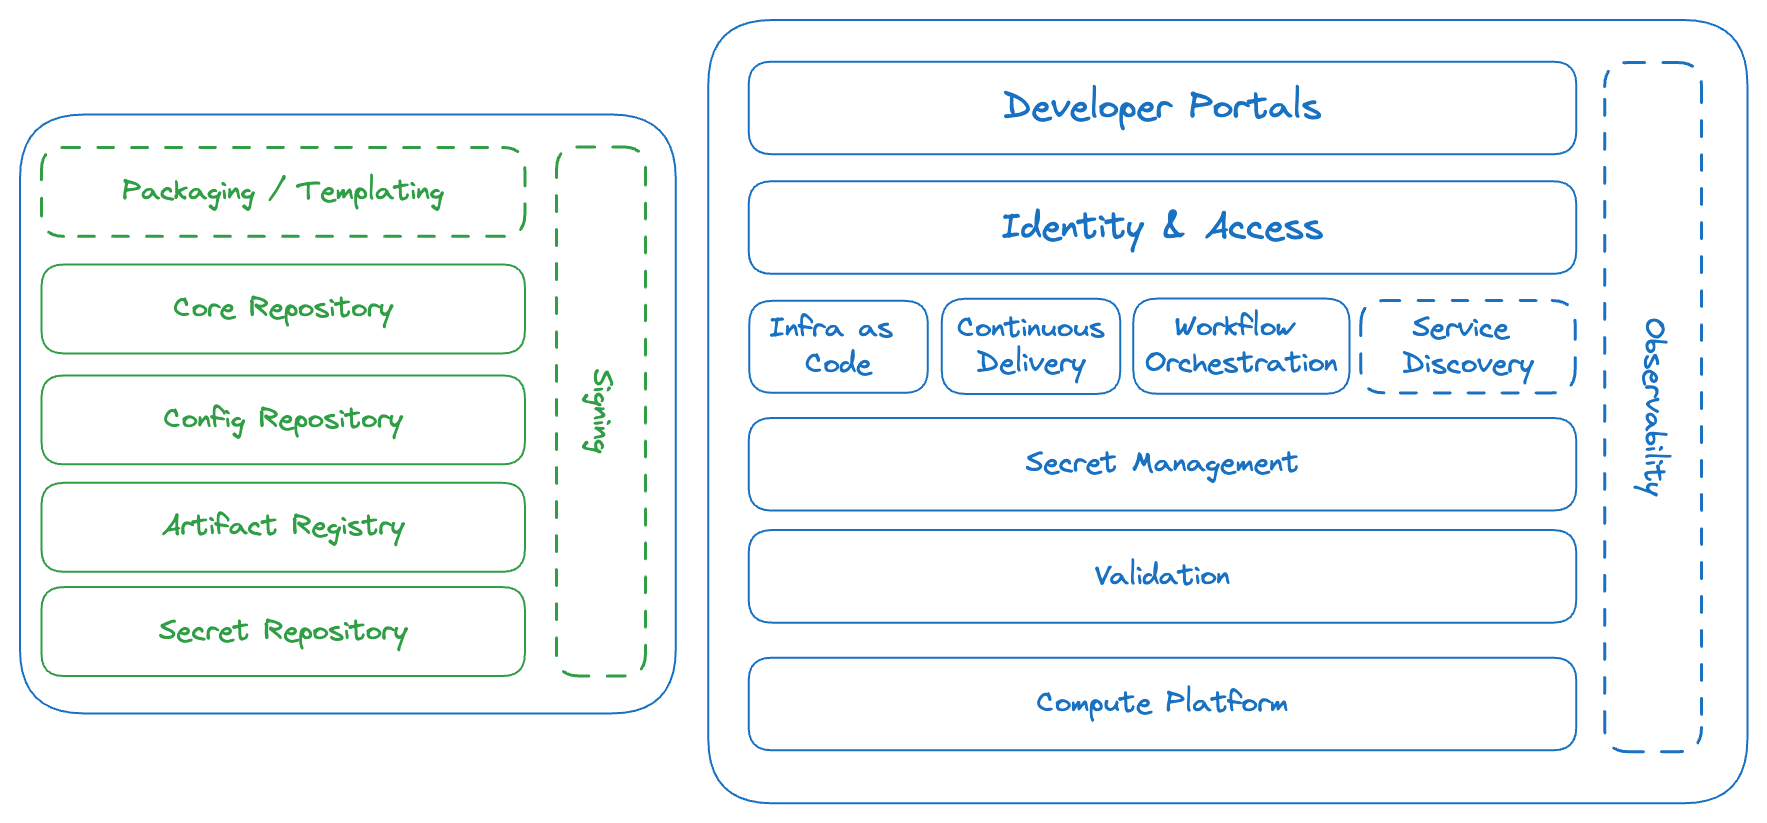 Packaging / Templating
Core Repository
Config Repository
Artifact Registry
Secret Repository
Signing
Developer Portals
Identity & Access
Infra as
Code
Continuous
Delivery
Workflow
Orchestration
Service
Discovery
Secret Management
Validation
Compute Platform
Observability